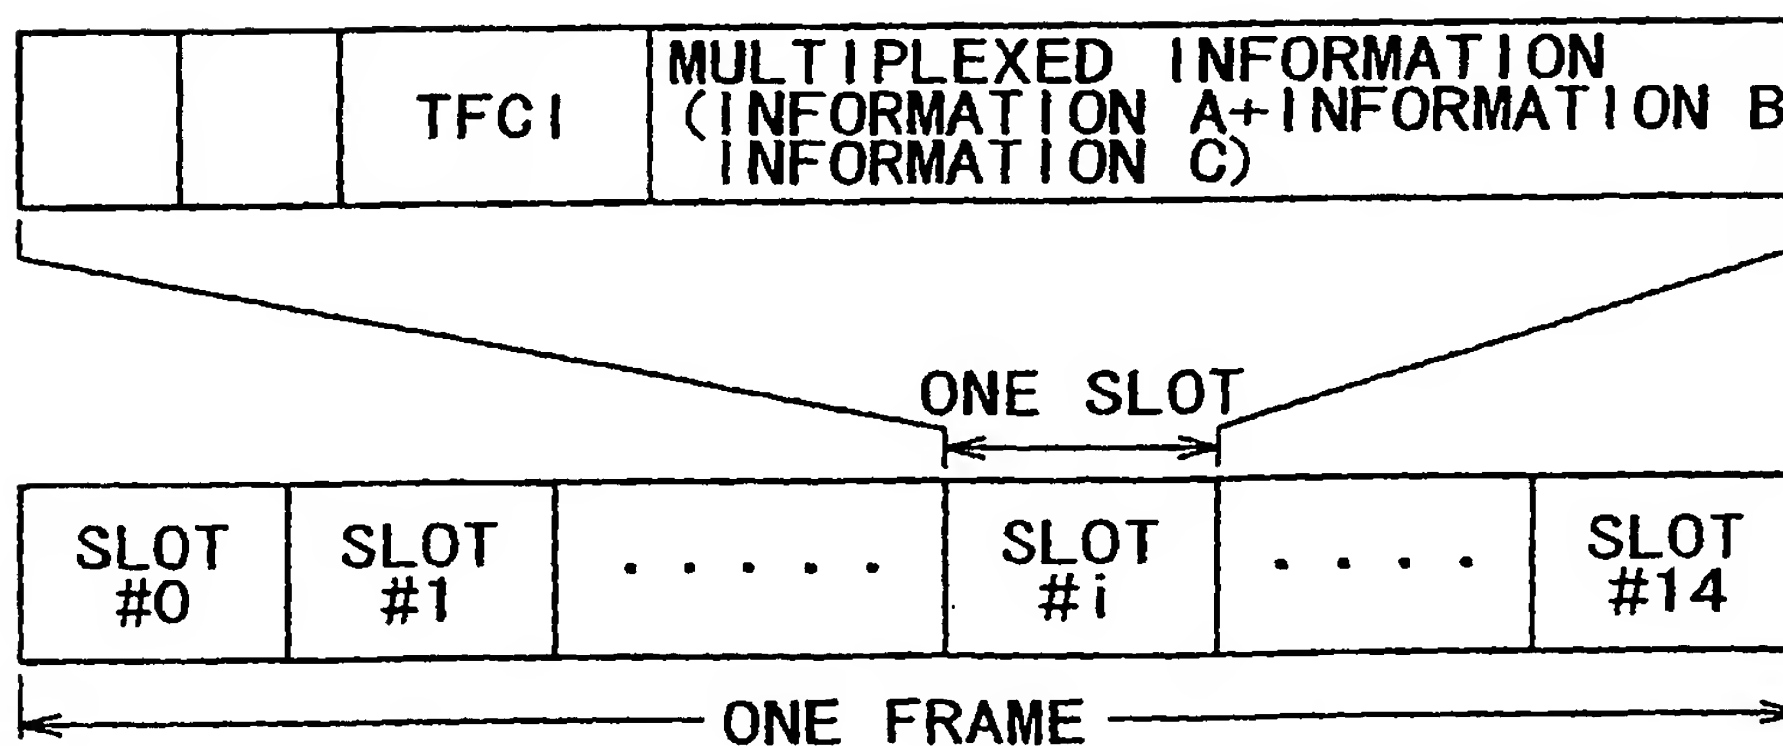 TFCI
MULTIPLEXED INFORMATION
(INFORMATION A+INFORMATION B
INFORMATION C)
ONE SLOT
SLOT
#0
SLOT
#1
. . . . .
SLOT
#i
. . . .
SLOT
#14
ONE FRAME